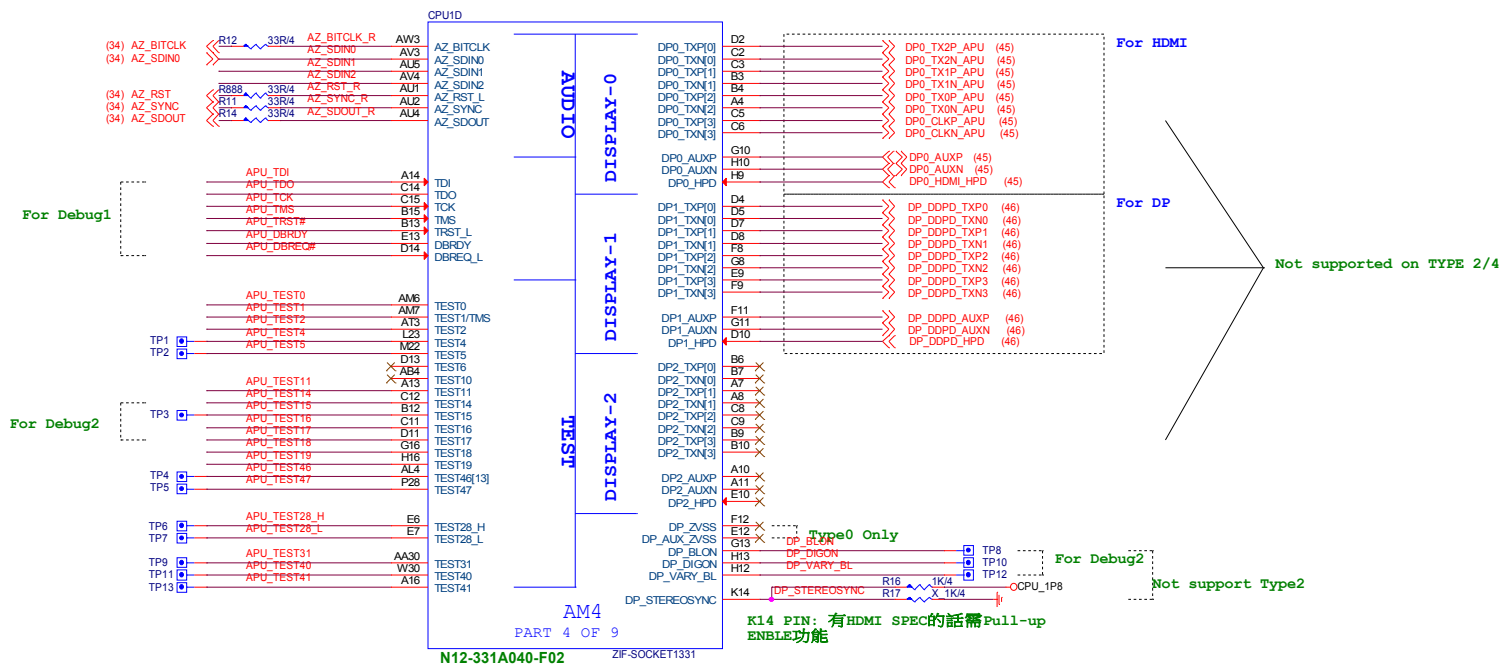 CPU1D
(34) AZ_BITCLK R12 33R/4 AZ_BITCLK_R AW3 AZ_BITCLK
(34) AZ_SDIN0 AZ_SDIN0 AV3 AZ_SDIN0
AZ_SDIN1 AU5 AZ_SDIN1
AZ_SDIN2 AV4 AZ_SDIN2
(34) AZ_RST R888 33R/4 AZ_RST_R AU1 AZ_RST_L
(34) AZ_SYNC R11 33R/4 AZ_SYNC_R AU2 AZ_SYNC
(34) AZ_SDOUT R14 33R/4 AZ_SDOUT_R AU4 AZ_SDOUT
AUDIO
For Debug1
APU_TDI A14 TDI
APU_TDO C14 TDO
APU_TCK C15 TCK
APU_TMS B15 TMS
APU_TRST# B13 TRST_L
APU_DBRDY E13 DBRDY
APU_DBREQ# D14 DBREQ_L
APU_TEST0 AM6 TEST0
APU_TEST1 AM7 TEST1/TMS
APU_TEST2 AT3 TEST2
TP1 APU_TEST4 L23 TEST4
TP2 APU_TEST5 M22 TEST5
D13 TEST6
AB4 TEST10
APU_TEST11 A13 TEST11
APU_TEST14 C12 TEST14
TP3 APU_TEST15 B12 TEST15
For Debug2
APU_TEST16 C11 TEST16
APU_TEST17 D11 TEST17
APU_TEST18 G16 TEST18
APU_TEST19 H16 TEST19
TP4 APU_TEST46 AL4 TEST46[13]
TP5 APU_TEST47 P28 TEST47
TP6 APU_TEST28_H E6 TEST28_H
TP7 APU_TEST28_L E7 TEST28_L
TP9 APU_TEST31 AA30 TEST31
TP11 APU_TEST40 W30 TEST40
TP13 APU_TEST41 A16 TEST41
TEST
DISPLAY-0
DISPLAY-1
DISPLAY-2
DP0_TXP[0] D2 DP0_TX2P_APU (45)
DP0_TXN[0] C2 DP0_TX2N_APU (45)
DP0_TXP[1] C3 DP0_TX1P_APU (45)
DP0_TXN[1] B3 DP0_TX1N_APU (45)
DP0_TXP[2] B4 DP0_TX0P_APU (45)
DP0_TXN[2] A4 DP0_TX0N_APU (45)
DP0_TXP[3] C5 DP0_CLKP_APU (45)
DP0_TXN[3] C6 DP0_CLKN_APU (45)
For HDMI
DP0_AUXP G10 DP0_AUXP (45)
DP0_AUXN H10 DP0_AUXN (45)
DP0_HPD H9 DP0_HDMI_HPD (45)
For DP
DP1_TXP[0] D4 DP_DDPD_TXP0 (46)
DP1_TXN[0] D5 DP_DDPD_TXN0 (46)
DP1_TXP[1] D7 DP_DDPD_TXP1 (46)
DP1_TXN[1] D8 DP_DDPD_TXN1 (46)
DP1_TXP[2] F8 DP_DDPD_TXP2 (46)
DP1_TXN[2] G8 DP_DDPD_TXN2 (46)
DP1_TXP[3] E9 DP_DDPD_TXP3 (46)
DP1_TXN[3] F9 DP_DDPD_TXN3 (46)
Not supported on TYPE 2/4
DP1_AUXP F11 DP_DDPD_AUXP (46)
DP1_AUXN G11 DP_DDPD_AUXN (46)
DP1_HPD D10 DP_DDPD_HPD (46)
DP2_TXP[0] B6
DP2_TXN[0] B7
DP2_TXP[1] A7
DP2_TXN[1] A8
DP2_TXP[2] C8
DP2_TXN[2] C9
DP2_TXP[3] B9
DP2_TXN[3] B10
DP2_AUXP A10
DP2_AUXN A11
DP2_HPD E10
DP_ZVSS F12
DP_AUX_ZVSS E12
Type0 Only
DP_BLON G13 DP_BLON TP8
DP_DIGON H13 DP_DIGON TP10
DP_VARY_BL H12 DP_VARY_BL TP12
For Debug2
Not support Type2
DP_STEREOSYNC K14 DP_STEREOSYNC R16 1K/4 CPU_1P8
R17 X_1K/4
K14 PIN: 有HDMI SPEC的話需Pull-up
ENBLE功能
AM4
PART 4 OF 9
N12-331A040-F02
ZIF-SOCKET1331